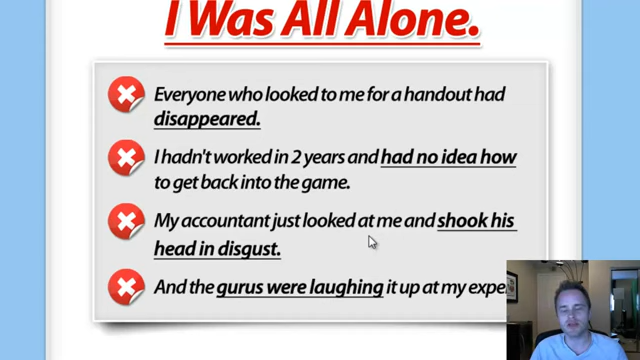 I Was All Alone.
Everyone who looked to me for a handout had
disappeared.
I hadn't worked in 2 years and had no idea how
to get back into the game.
My accountant just looked at me and shook his
head in disgust.
And the gurus were laughing it up at my expe